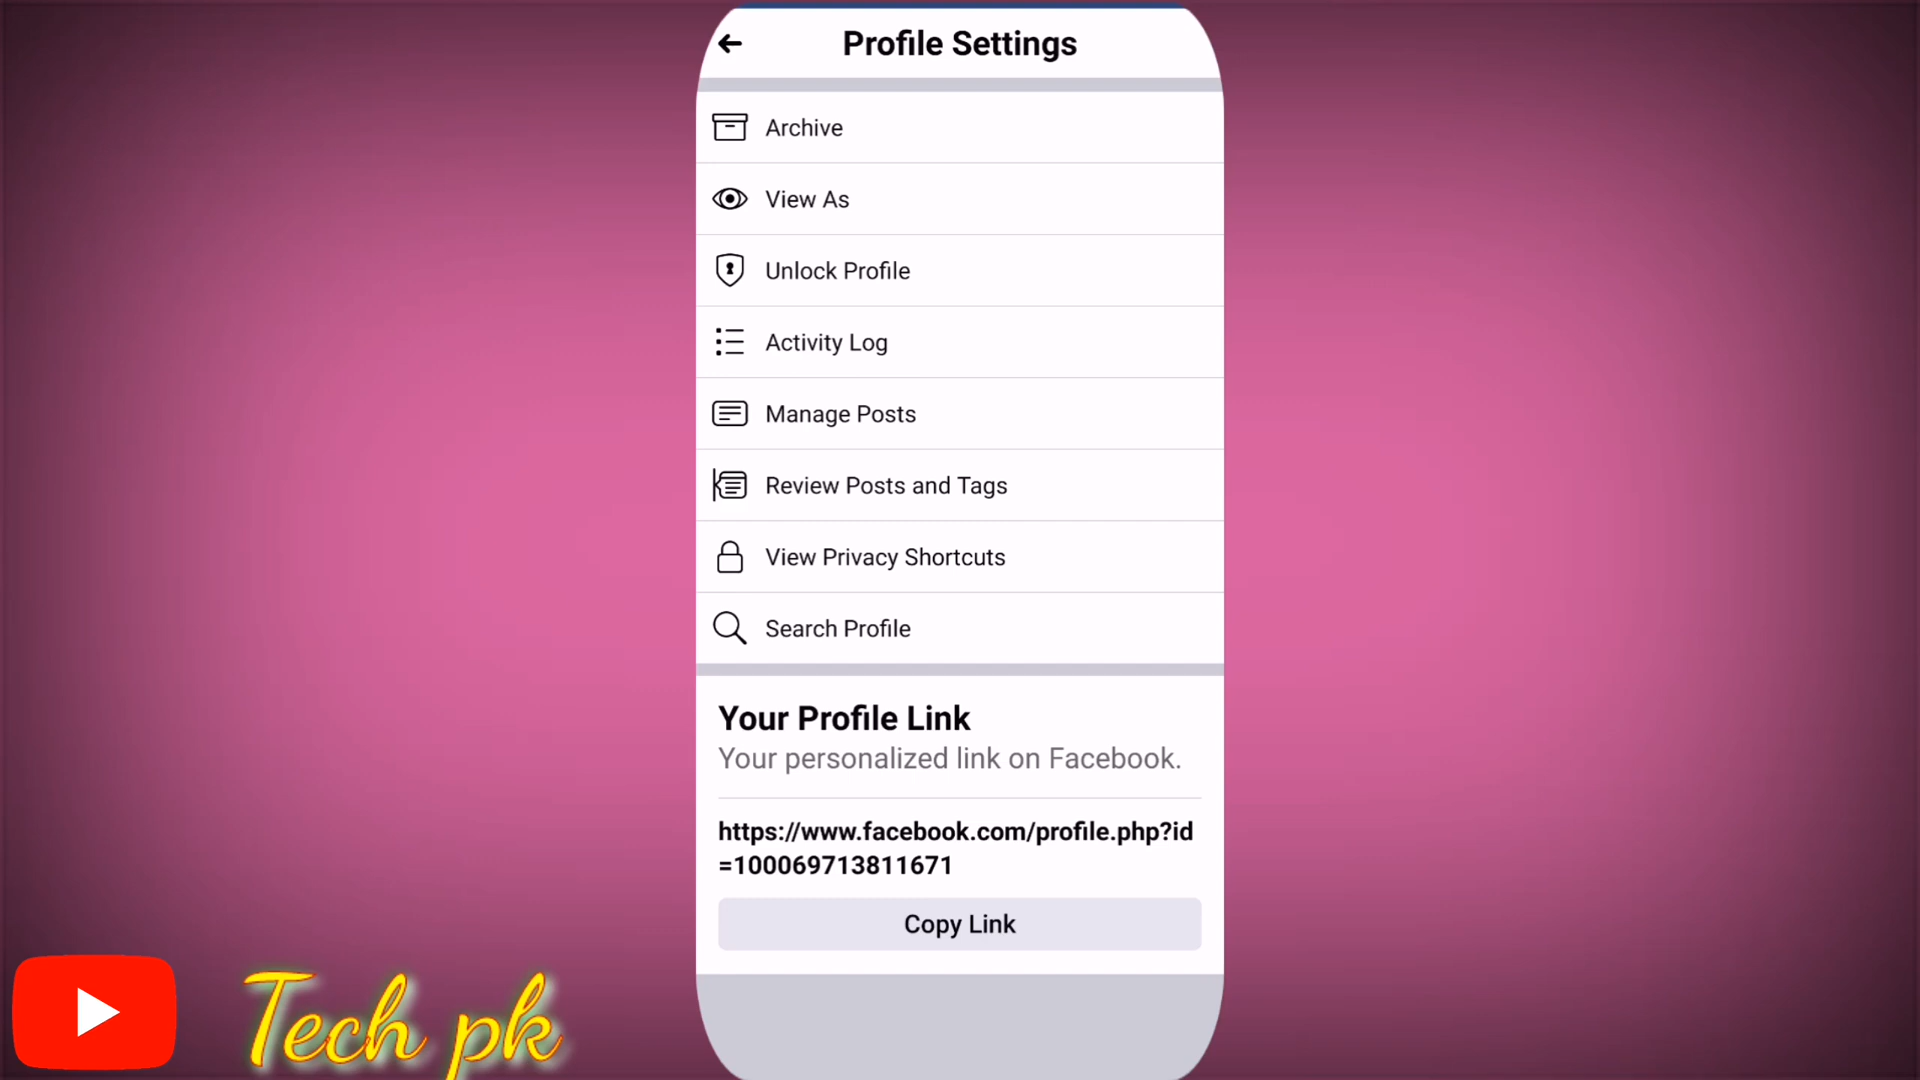 Profile Settings
Archive
View As
Unlock Profile
Activity Log
Manage Posts
Review Posts and Tags
View Privacy Shortcuts
Search Profile
Your Profile Link
Your personalized link on Facebook.
https://www.facebook.com/profile.php?id
=100069713811671
Copy Link
Tech pk